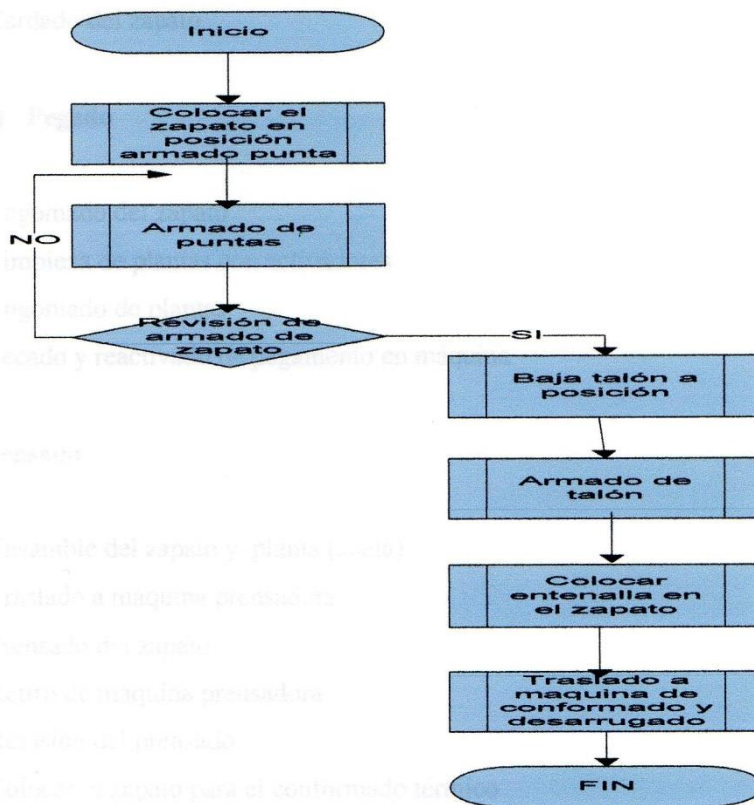 Inicio
Colocar el
zapato en
posición
armado punta
Armado de
puntas
NO
Revisión de
armado de
zapato
SI
Baja talón a
posición
Armado de
talón
Colocar
entenalla en
el zapato
Traslado a
maquina de
conformado y
desarrugado
FIN